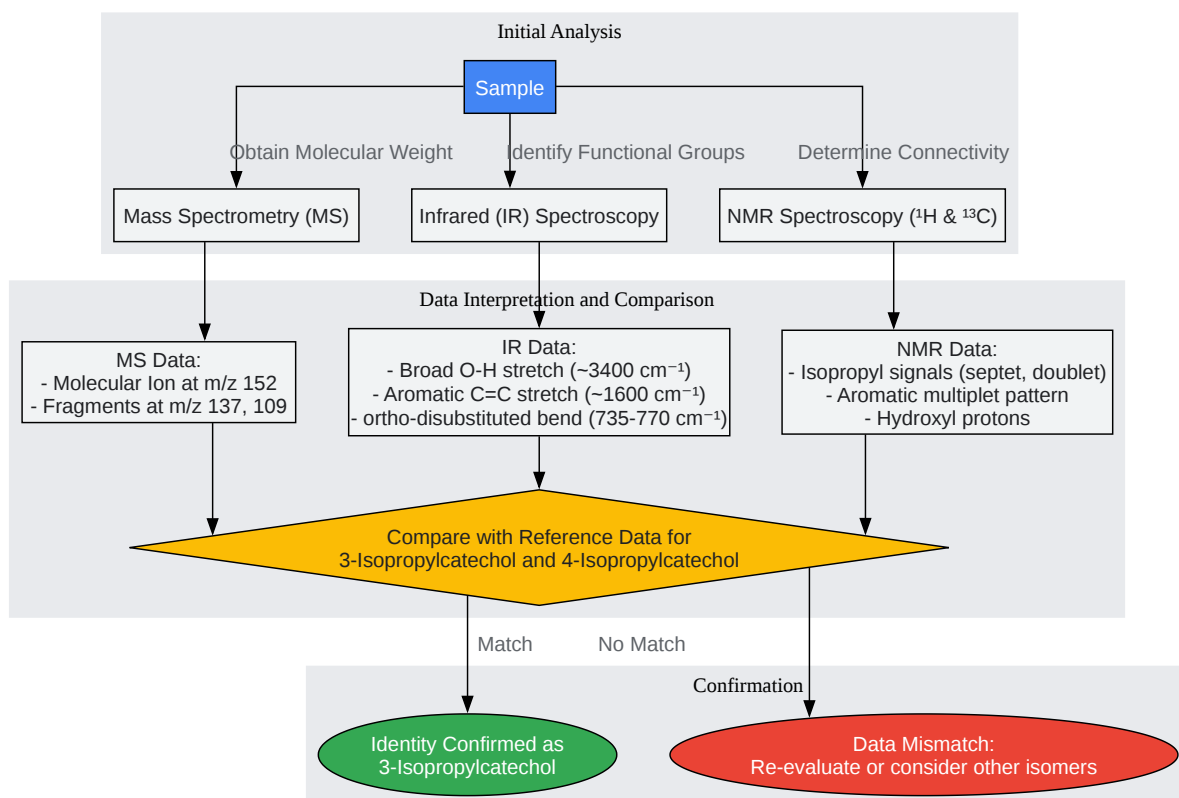 Initial Analysis
Sample
Obtain Molecular Weight
Identify Functional Groups
Determine Connectivity
Mass Spectrometry (MS)
Infrared (IR) Spectroscopy
NMR Spectroscopy (¹H & ¹³C)
Data Interpretation and Comparison
MS Data:
- Molecular Ion at m/z 152
- Fragments at m/z 137, 109
IR Data:
- Broad O-H stretch (~3400 cm⁻¹)
- Aromatic C=C stretch (~1600 cm⁻¹)
- ortho-disubstituted bend (735-770 cm⁻¹)
NMR Data:
- Isopropyl signals (septet, doublet)
- Aromatic multiplet pattern
- Hydroxyl protons
Compare with Reference Data for
3-Isopropylcatechol and 4-Isopropylcatechol
Match
No Match
Confirmation
Identity Confirmed as
3-Isopropylcatechol
Data Mismatch:
Re-evaluate or consider other isomers